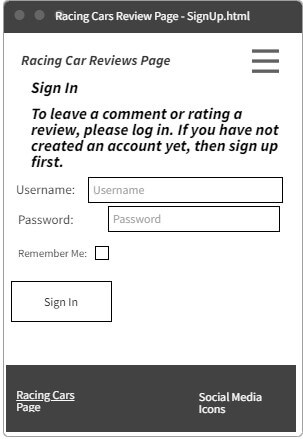 Racing Cars Review Page - SignUp.html
Racing Car Reviews Page
Sign In
To leave a comment or rating a
review, please log in. If you have not
created an account yet, then sign up
first.
Username: Username
Password: Password
Remember Me:
Sign In
Racing Cars
Page
Social Media
Icons